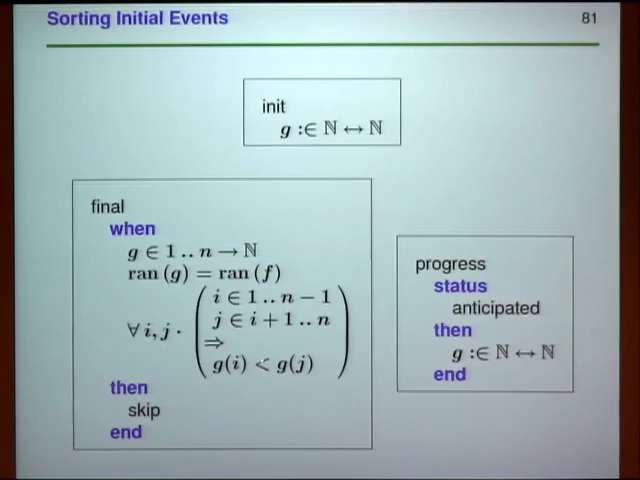 Sorting Initial Events
81
init
g :∈ ℕ ↔ ℕ
final
when
g ∈ 1 .. n → ℕ
ran (g) = ran (f)
∀ i, j ·
i ∈ 1 .. n − 1
j ∈ i + 1 .. n
⇒
g(i) < g(j)
then
skip
end
progress
status
anticipated
then
g :∈ ℕ ↔ ℕ
end